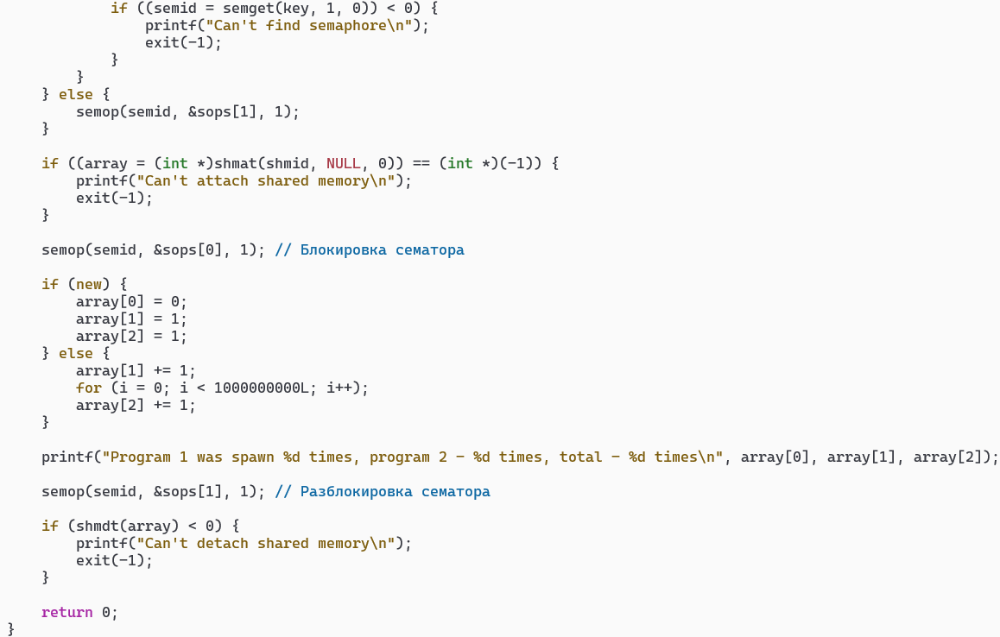 if ((semid = semget(key, 1, 0)) < 0) {
                printf("Can't find semaphore\n");
                exit(-1);
            }
        }
    } else {
        semop(semid, &sops[1], 1);
    }

    if ((array = (int *)shmat(shmid, NULL, 0)) == (int *)(-1)) {
        printf("Can't attach shared memory\n");
        exit(-1);
    }

    semop(semid, &sops[0], 1); // Блокировка сематора

    if (new) {
        array[0] = 0;
        array[1] = 1;
        array[2] = 1;
    } else {
        array[1] += 1;
        for (i = 0; i < 1000000000L; i++);
        array[2] += 1;
    }

    printf("Program 1 was spawn %d times, program 2 - %d times, total - %d times\n", array[0], array[1], array[2]);

    semop(semid, &sops[1], 1); // Разблокировка сематора

    if (shmdt(array) < 0) {
        printf("Can't detach shared memory\n");
        exit(-1);
    }

    return 0;
}